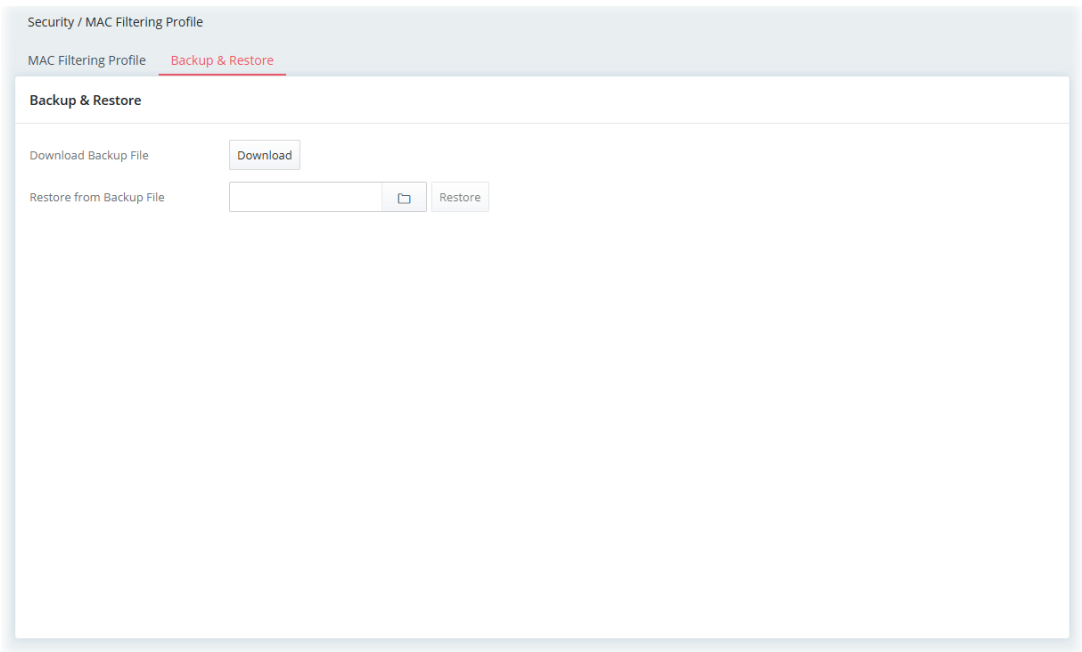 Security / MAC Filtering Profile
MAC Filtering Profile Backup & Restore
Backup & Restore
Download Backup File Download
Restore from Backup File Restore